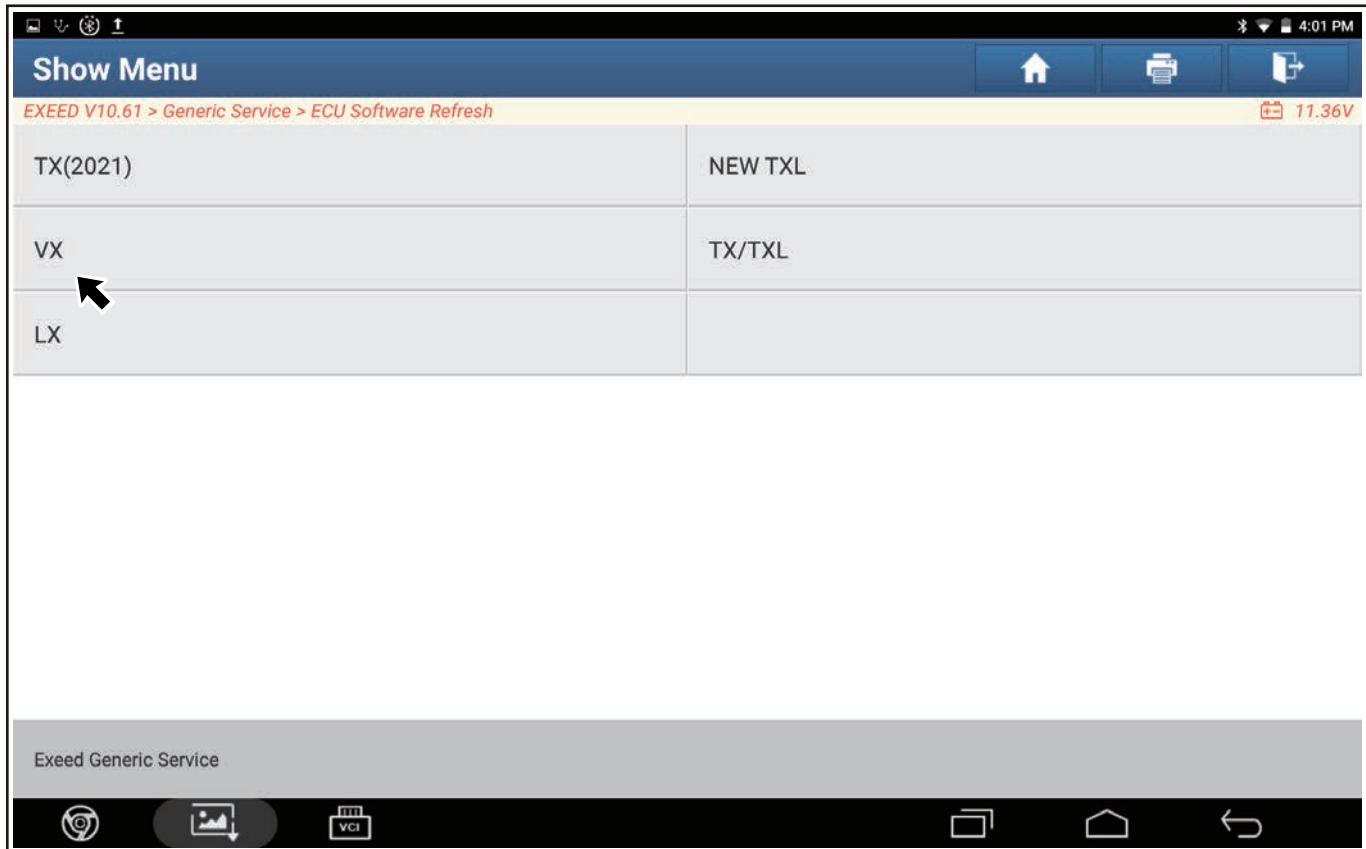 4:01 PM
Show Menu
EXEED V10.61 > Generic Service > ECU Software Refresh
11.36V
TX(2021)
NEW TXL
VX
TX/TXL
LX
Exeed Generic Service
VCI